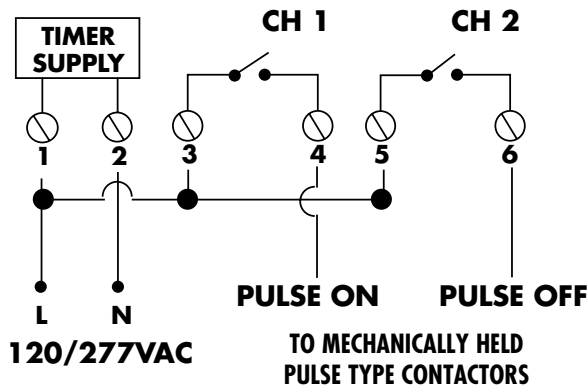 CH 1 CH 2
TIMER
SUPPLY
1 2 3 4 5 6
PULSE ON PULSE OFF
L N
120/277VAC
TO MECHANICALLY HELD
PULSE TYPE CONTACTORS